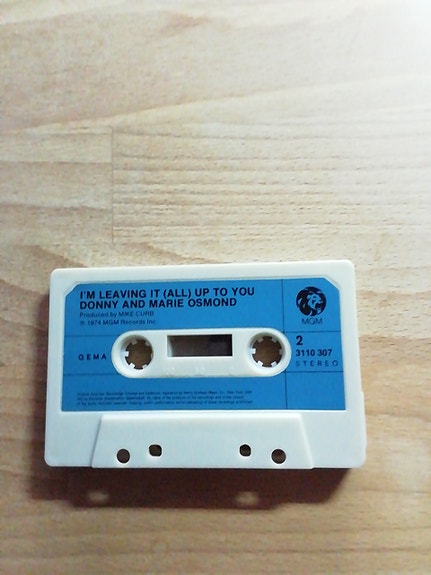 I'M LEAVING IT (ALL) UP TO YOU
DONNY AND MARIE OSMOND
Produced by MIKE CURB
℗ 1974 MGM Records Inc.
MGM
GEMA
2
3110 307
STEREO